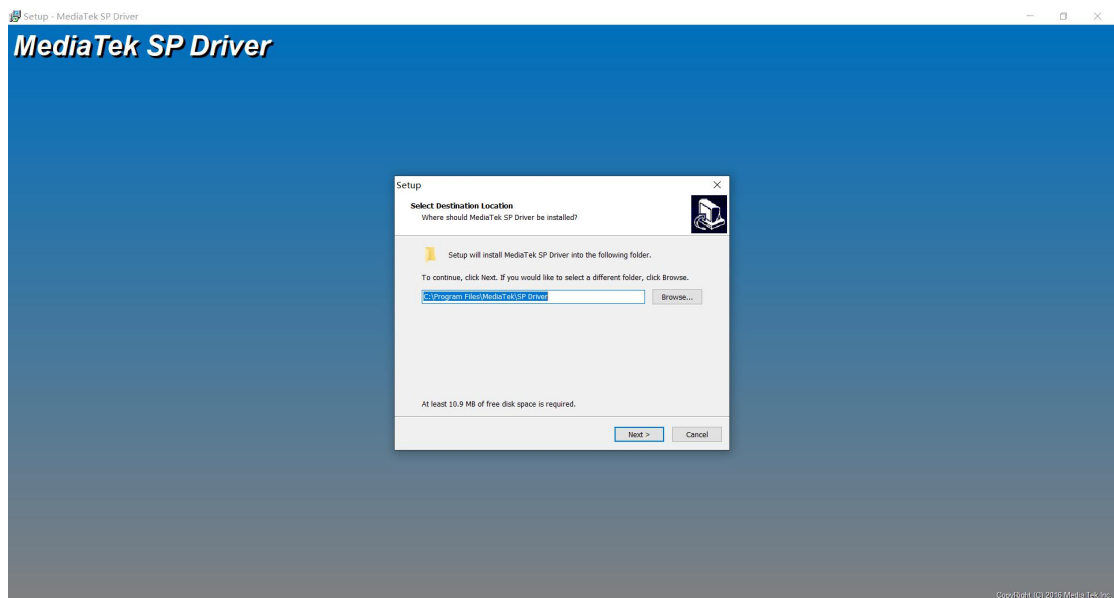 Setup - MediaTek SP Driver
MediaTek SP Driver
Setup
Select Destination Location
Where should MediaTek SP Driver be installed?
Setup will install MediaTek SP Driver into the following folder.
To continue, click Next. If you would like to select a different folder, click Browse.
C:\Program Files\MediaTek\SP Driver
Browse...
At least 10.9 MB of free disk space is required.
Next >
Cancel
CopyRight (C) 2016 MediaTek Inc